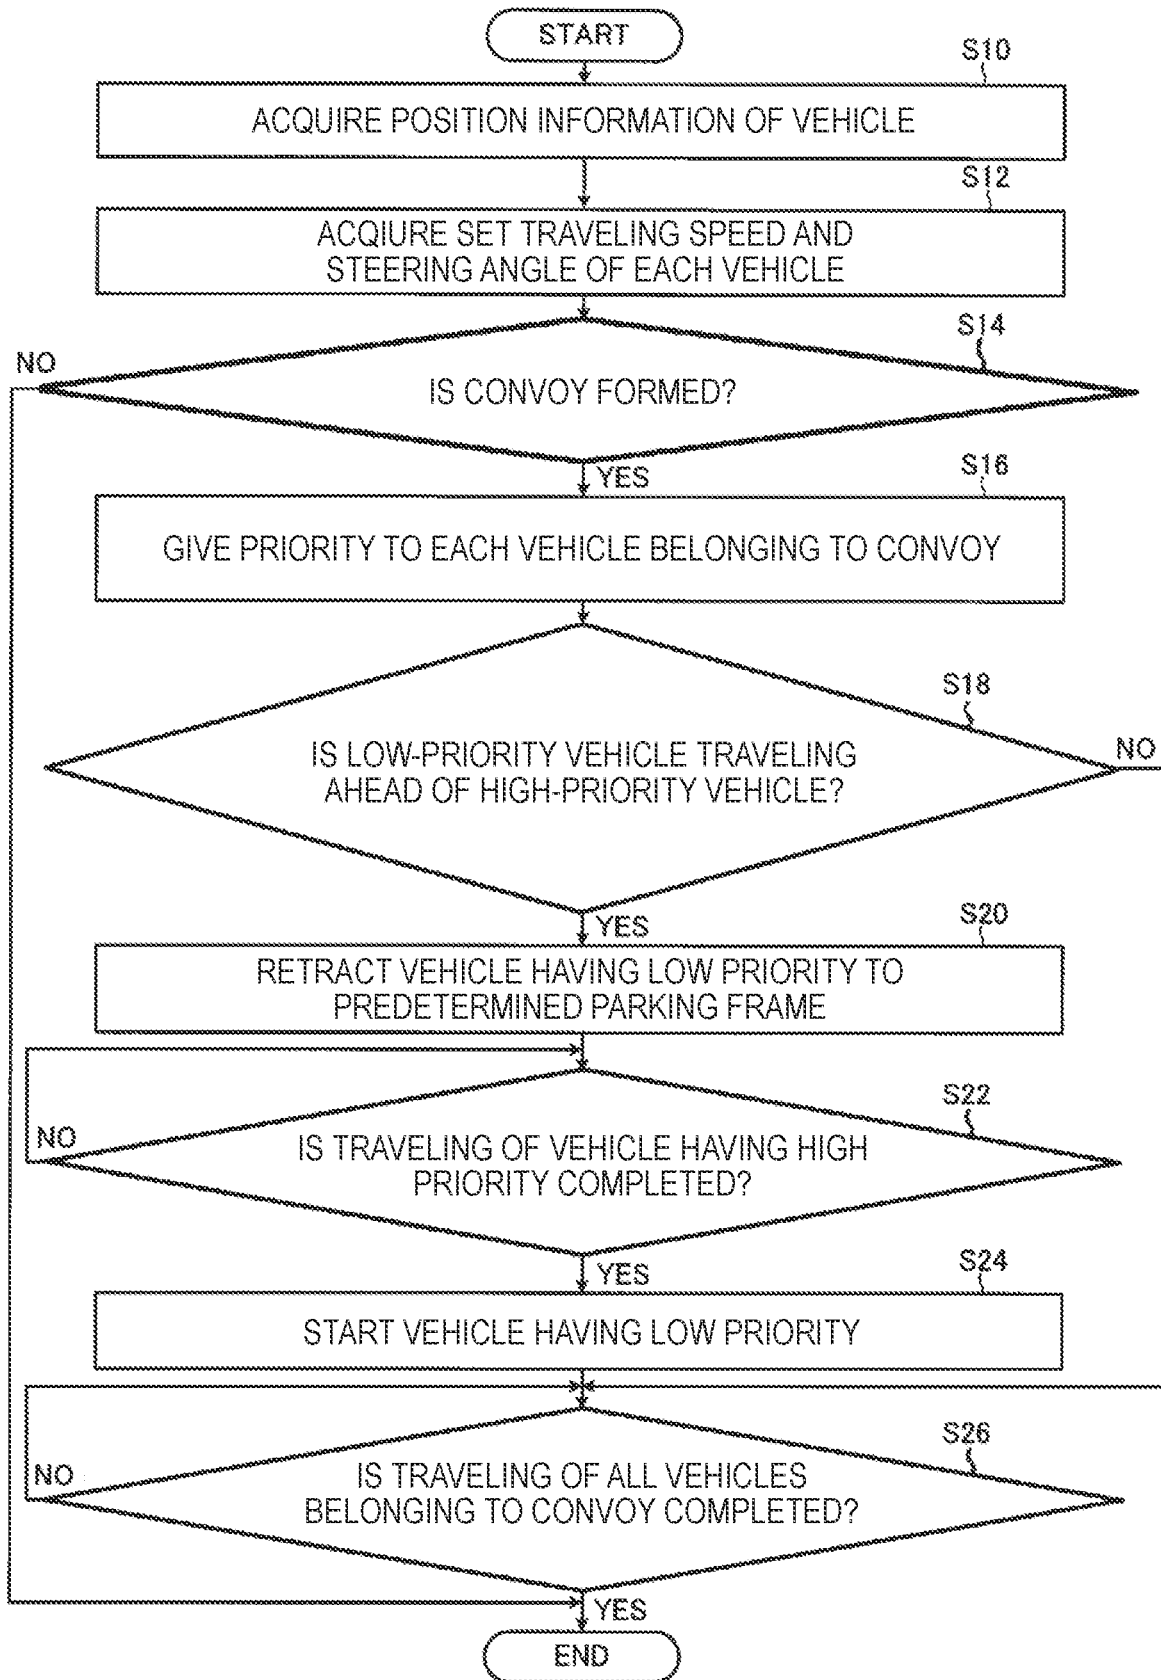 START
S10
ACQUIRE POSITION INFORMATION OF VEHICLE
S12
ACQIURE SET TRAVELING SPEED AND
STEERING ANGLE OF EACH VEHICLE
S14
NO
IS CONVOY FORMED?
YES
S16
GIVE PRIORITY TO EACH VEHICLE BELONGING TO CONVOY
S18
NO
IS LOW-PRIORITY VEHICLE TRAVELING
AHEAD OF HIGH-PRIORITY VEHICLE?
YES
S20
RETRACT VEHICLE HAVING LOW PRIORITY TO
PREDETERMINED PARKING FRAME
S22
NO
IS TRAVELING OF VEHICLE HAVING HIGH
PRIORITY COMPLETED?
YES
S24
START VEHICLE HAVING LOW PRIORITY
S26
NO
IS TRAVELING OF ALL VEHICLES
BELONGING TO CONVOY COMPLETED?
YES
END